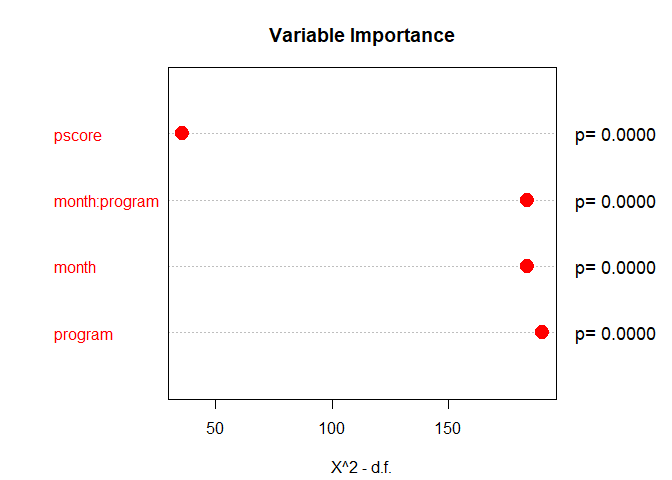 Variable Importance
pscore p= 0.0000
month:program p= 0.0000
month p= 0.0000
program p= 0.0000
50 100 150
X^2 - d.f.